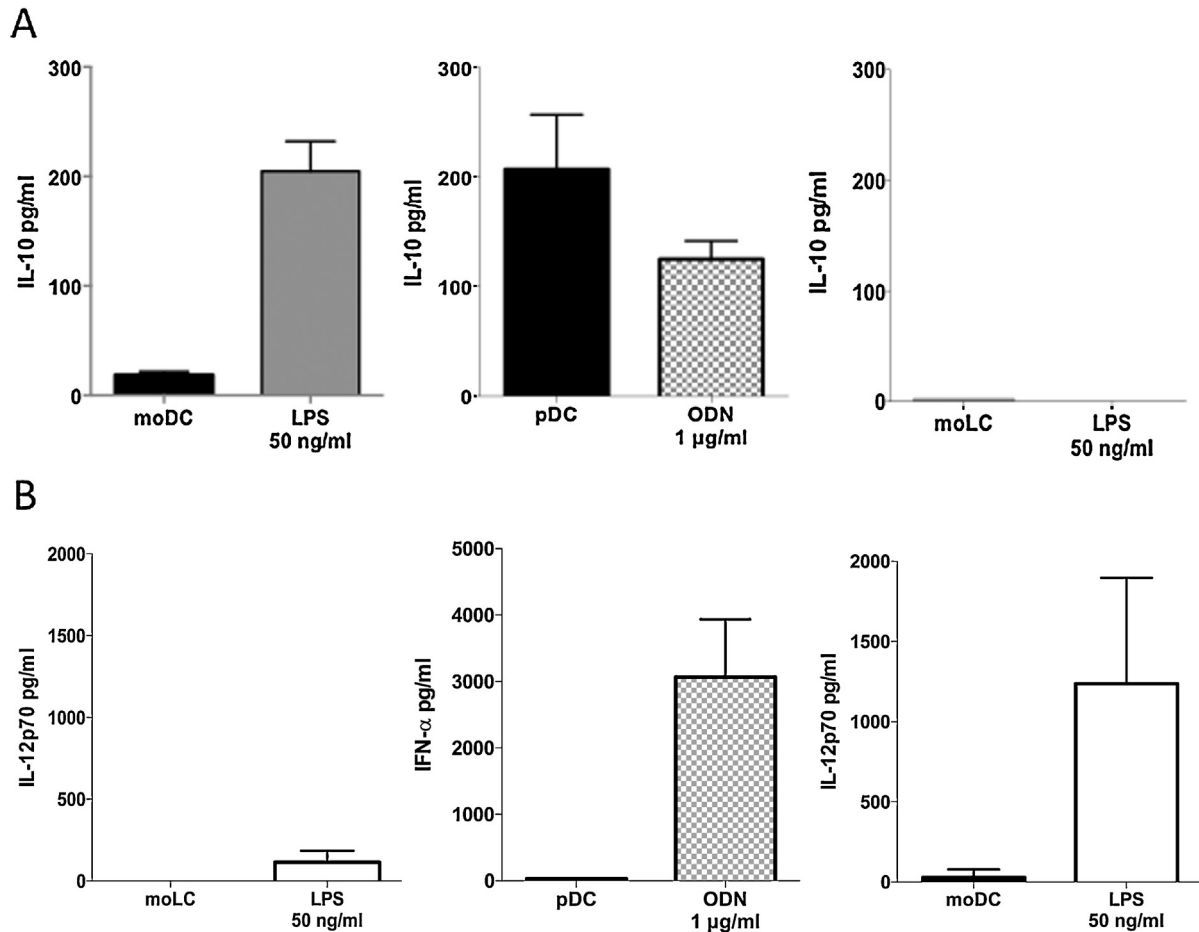 A
300
200
100
0
IL-10 pg/ml
moDC
LPS
50 ng/ml
300
200
100
0
IL-10 pg/ml
pDC
ODN
1 µg/ml
300
200
100
0
IL-10 pg/ml
moLC
LPS
50 ng/ml
B
2000
1500
1000
500
0
IL-12p70 pg/ml
moLC
LPS
50 ng/ml
5000
4000
3000
2000
1000
0
IFN-α pg/ml
pDC
ODN
1 µg/ml
2000
1500
1000
500
0
IL-12p70 pg/ml
moDC
LPS
50 ng/ml